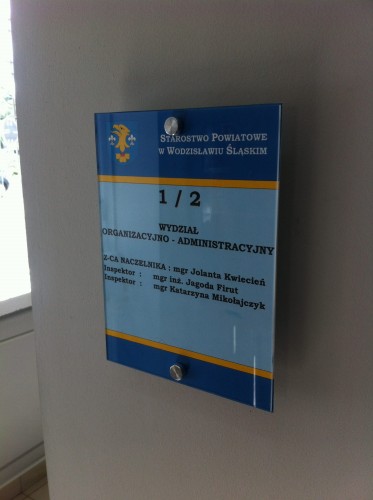 STAROSTWO POWIATOWE
W WODZISŁAWIU ŚLĄSKIM
1 / 2
WYDZIAŁ
ORGANIZACYJNO - ADMINISTRACYJNY
Z-CA NACZELNIKA : mgr Jolanta Kwiecień
Inspektor : mgr inż. Jagoda Firut
Inspektor : mgr Katarzyna Mikołajczyk